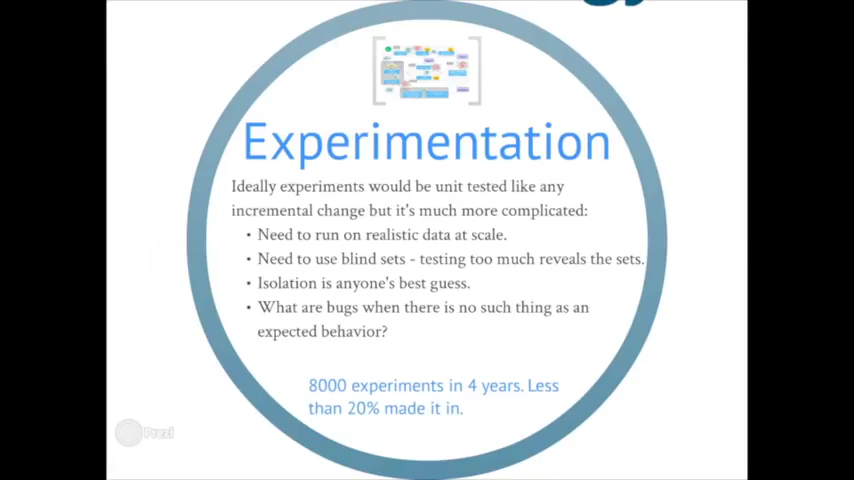 Experimentation
Ideally experiments would be unit tested like any
incremental change but it's much more complicated:
• Need to run on realistic data at scale.
• Need to use blind sets - testing too much reveals the sets.
• Isolation is anyone's best guess.
• What are bugs when there is no such thing as an
expected behavior?
8000 experiments in 4 years. Less
than 20% made it in.
Prezi